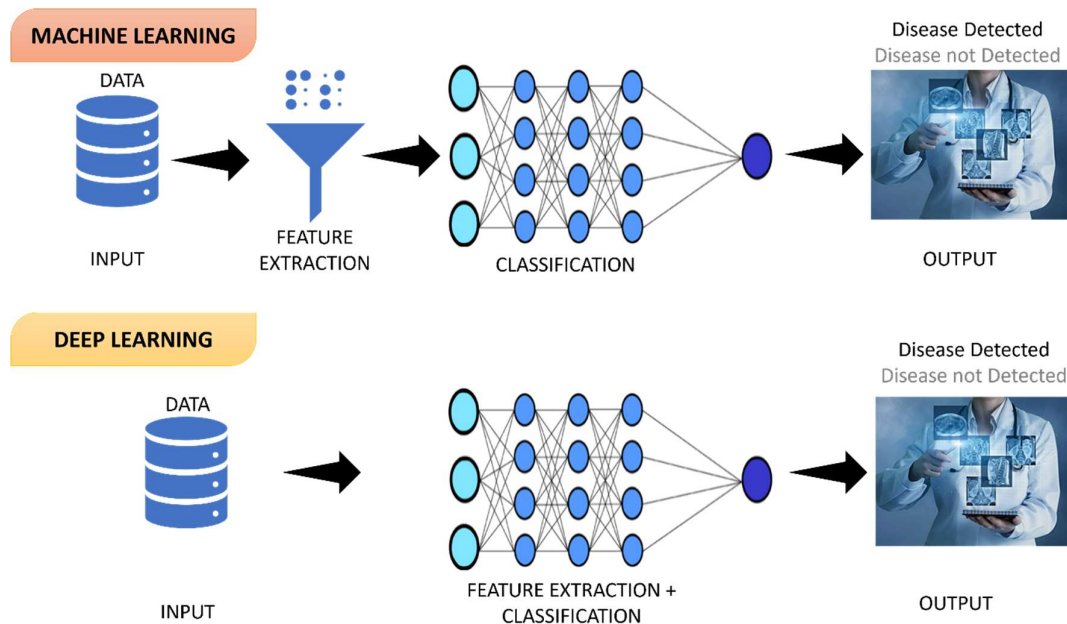 MACHINE LEARNING
DATA
INPUT
FEATURE
EXTRACTION
CLASSIFICATION
Disease Detected
Disease not Detected
OUTPUT
DEEP LEARNING
DATA
INPUT
FEATURE EXTRACTION +
CLASSIFICATION
Disease Detected
Disease not Detected
OUTPUT